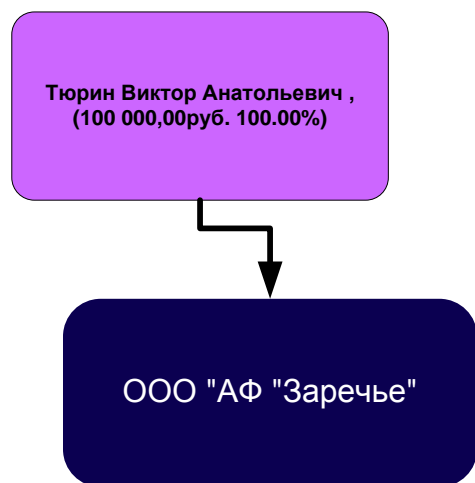 Тюрин Виктор Анатольевич ,
(100 000,00руб. 100.00%)
ООО "АФ "Заречье"